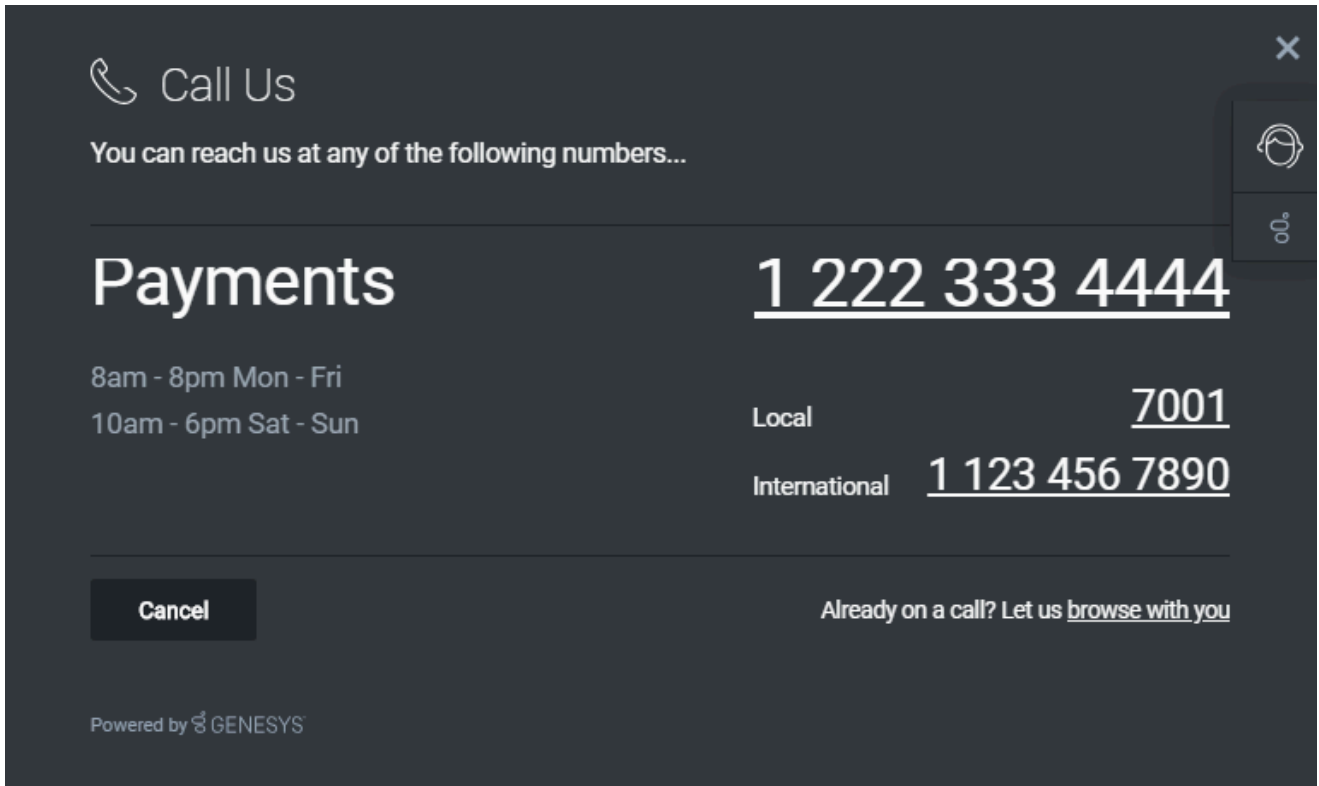 Call Us
You can reach us at any of the following numbers...
Payments 1 222 333 4444
8am - 8pm Mon - Fri
10am - 6pm Sat - Sun
Local 7001
International 1 123 456 7890
Cancel Already on a call? Let us browse with you
Powered by GENESYS